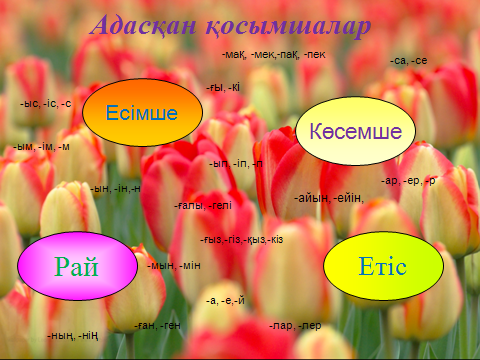 Адасқан қосымшалар
-мақ, -мек,-пақ, -пек
-са, -се
-ғы, -кі
-ыс, -іс, -с
Есімше
Көсемше
-ым, -ім, -м
-ып, -іп, -п
-ын, -ін,-н
-ар, -ер, -р
-ғалы, -гелі
-айын, -ейін,
-ғыз,-гіз,-қыз,-кіз
Рай
-мын, -мін
Етіс
-а, -е,-й
-ған, -ген
-лар, -лер
-ның, -нің